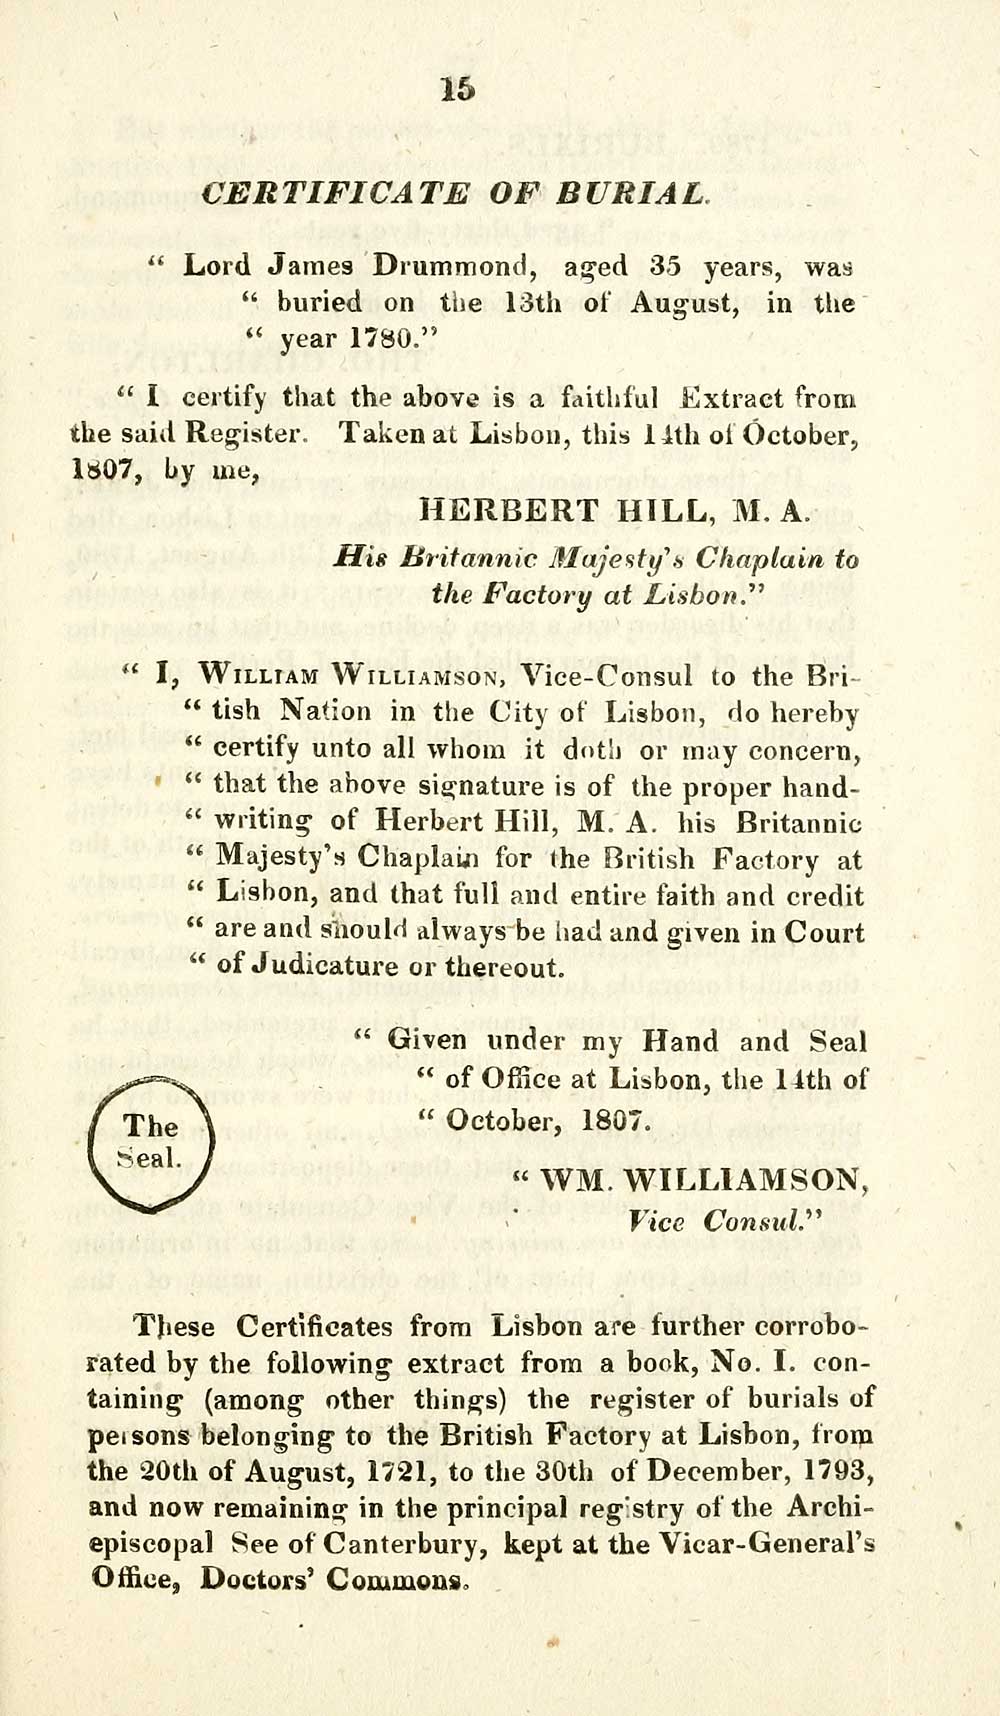 15
CERTIFICATE OF BURIAL.
“ Lord James Drummond, aged 35 years, was
“ buried on the 13th of August, in the
“ year 1780.”
“ I certify that the above is a faithful Extract from
the said Register. Taken at Lisbon, this 14th of October,
1807, by me,
HERBERT HILL, M. A.
His Britannic Majesty's Chaplain to
the Factory at Lisbon.”
“ I, WILLIAM WILLIAMSON, Vice-Consul to the Bri-
“ tish Nation in the City of Lisbon, do hereby
“ certify unto all whom it doth or may concern,
“ that the above signature is of the proper hand-
“ writing of Herbert Hill, M. A. his Britannic
“ Majesty's Chaplain for the British Factory at
“ Lisbon, and that full and entire faith and credit
“ are and should always be had and given in Court
“ of Judicature or thereout.
“ Given under my Hand and Seal
“ of Office at Lisbon, the 14th of
“ October, 1807.
The
Seal.
“ WM. WILLIAMSON,
Vice Consul.”
These Certificates from Lisbon are further corrobo-
rated by the following extract from a book, No. I. con-
taining (among other things) the register of burials of
persons belonging to the British Factory at Lisbon, from
the 20th of August, 1721, to the 30th of December, 1793,
and now remaining in the principal registry of the Archi-
episcopal See of Canterbury, kept at the Vicar-General's
Office, Doctors' Commons.